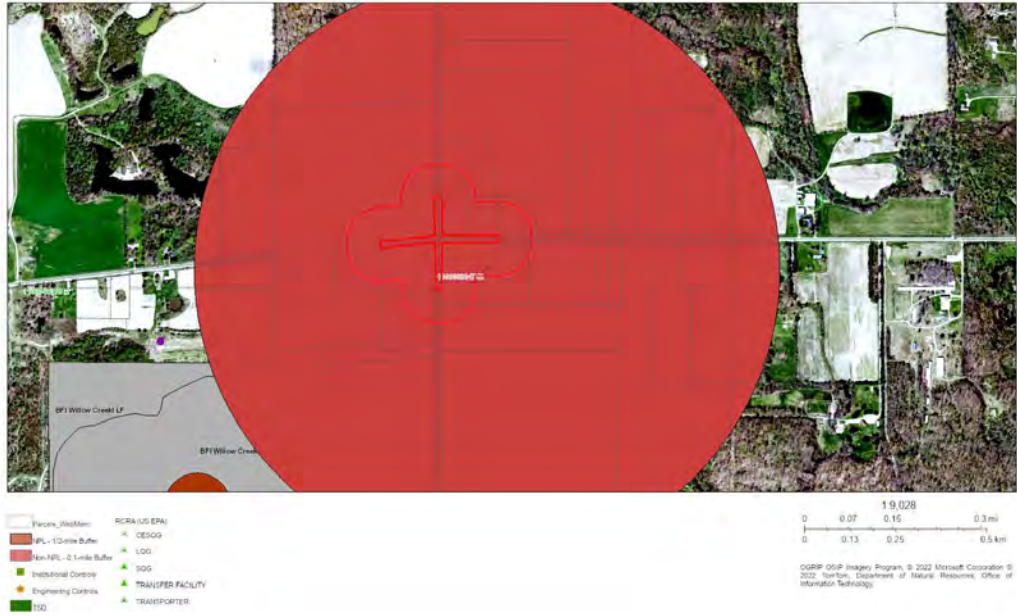 BFI Willow Creekl LF
BFI Willow Creek
Parcels_WebMerc
NPL - 1/2-mile Buffer
Non-NPL - 0.1-mile Buffer
Institutional Controls
Engineering Controls
TSD
RCRA (US EPA)
CESQG
LQG
SQG
TRANSFER FACILITY
TRANSPORTER
1:9,028
0 0.07 0.15 0.3 mi
0 0.13 0.25 0.5 km
OGRIP OSIP Imagery Program, © 2022 Microsoft Corporation ©
2022 TomTom, Department of Natural Resources, Office of
Information Technology,